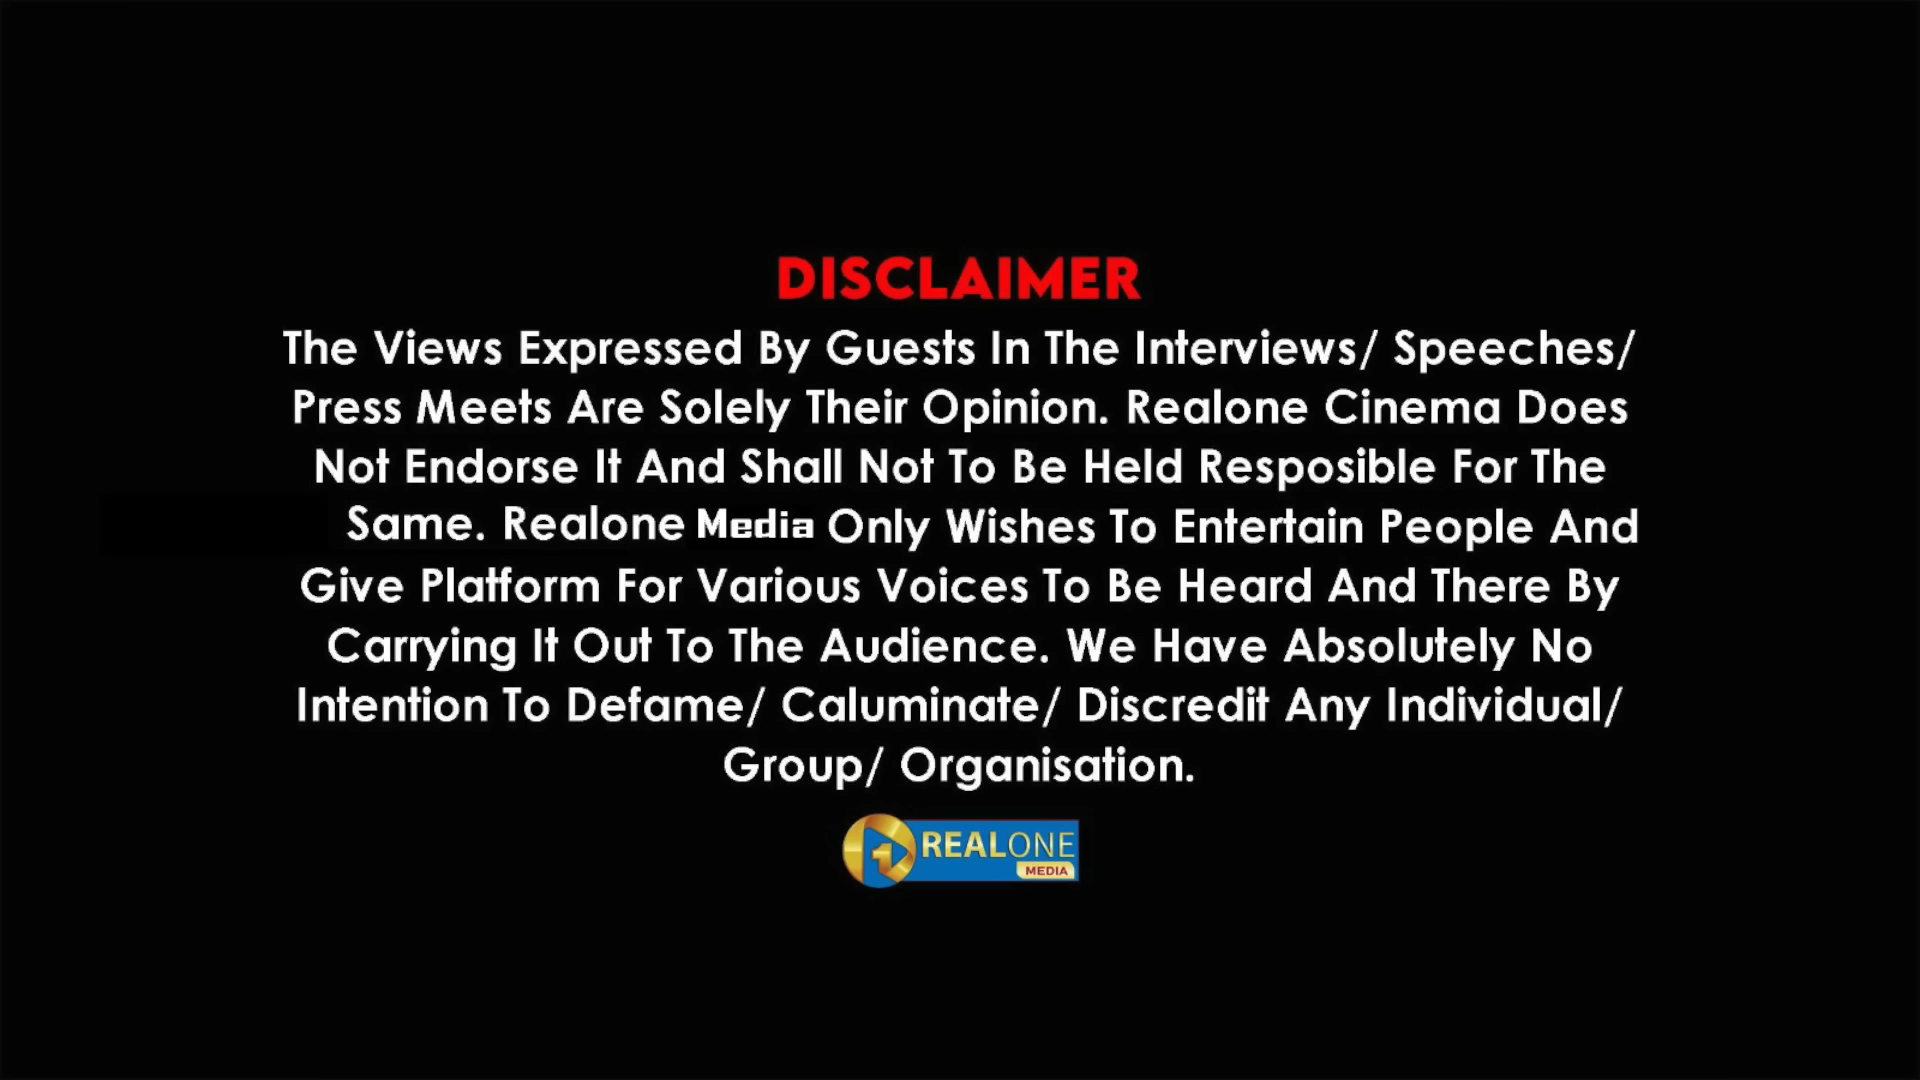 DISCLAIMER
The Views Expressed By Guests In The Interviews/ Speeches/
Press Meets Are Solely Their Opinion. Realone Cinema Does
Not Endorse It And Shall Not To Be Held Resposible For The
Same. Realone Media Only Wishes To Entertain People And
Give Platform For Various Voices To Be Heard And There By
Carrying It Out To The Audience. We Have Absolutely No
Intention To Defame/ Caluminate/ Discredit Any Individual/
Group/ Organisation.
1 REALONE
MEDIA